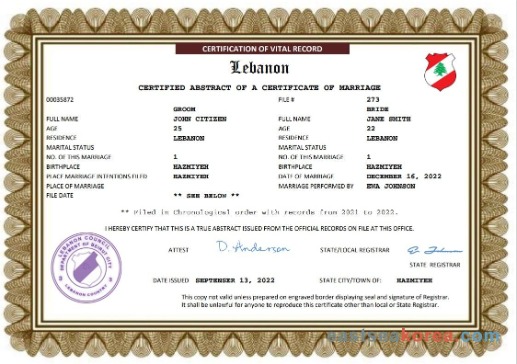 CERTIFICATION OF VITAL RECORD
Lebanon
CERTIFIED ABSTRACT OF A CERTIFICATE OF MARRIAGE
00035872 FILE # 273
GROOM BRIDE
FULL NAME JOHN CITIZEN FULL NAME JANE SMITH
AGE 25 AGE 22
RESIDENCE LEBANON RESIDENCE LEBANON
MARITAL STATUS MARITAL STATUS
NO. OF THIS MARRIAGE 1 NO. OF THIS MARRIAGE 1
BIRTHPLACE HAZMIYEH BIRTHPLACE HAZMIYEH
PLACE MARRIAGE INTENTIONS FILED HAZMIYEH DATE OF MARRIAGE DECEMBER 16, 2022
PLACE OF MARRIAGE MARRIAGE PERFORMED BY EWA JOHNSON
FILE DATE ** SEE BELOW **
** Filed in Chronological order with records from 2021 to 2022.
I HEREBY CERTIFY THAT THIS IS A TRUE ABSTRACT ISSUED FROM THE OFFICIAL RECORDS ON FILE AT THIS OFFICE.
LEBANON COUNCIL
DEPARTMENT OF BEIRUT CITY
LEBANON COUNTRY
ATTEST D. Anderson STATE/LOCAL REGISTRAR
STATE REGISTRAR
DATE ISSUED SEPTEMBER 13, 2022 STATE CITY/TOWN OF: HAZMIYEH
This copy not valid unless prepared on engraved border displaying seal and signature of Registrar.
It shall be unlawful for anyone to reproduce this certificate other than local or State Registrar.